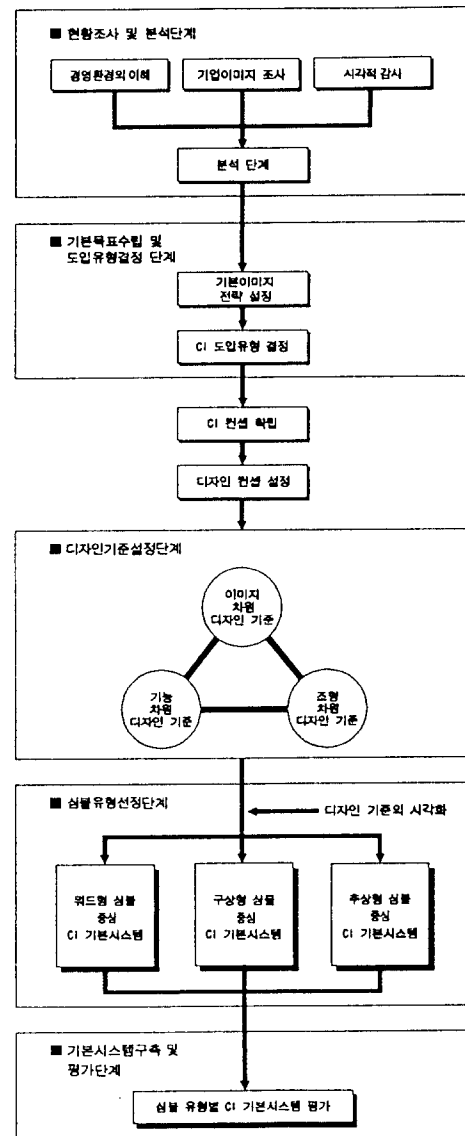 ■ 현황조사 및 분석단계
경영환경의 이해
기업이미지 조사
시각적 감사
분석 단계
■ 기본목표수립 및
도입유형결정 단계
기본이미지
전략 설정
CI 도입유형 결정
CI 컨셉 확립
디자인 컨셉 설정
■ 디자인기준설정단계
이미지
차원
디자인 기준
기능
차원
디자인 기준
조형
차원
디자인 기준
■ 심볼유형선정단계
디자인 기준의 시각화
워드형 심볼
중심
CI 기본시스템
구상형 심볼
중심
CI 기본시스템
추상형 심볼
중심
CI 기본시스템
■ 기본시스템구축 및
평가단계
심볼 유형별 CI 기본시스템 평가